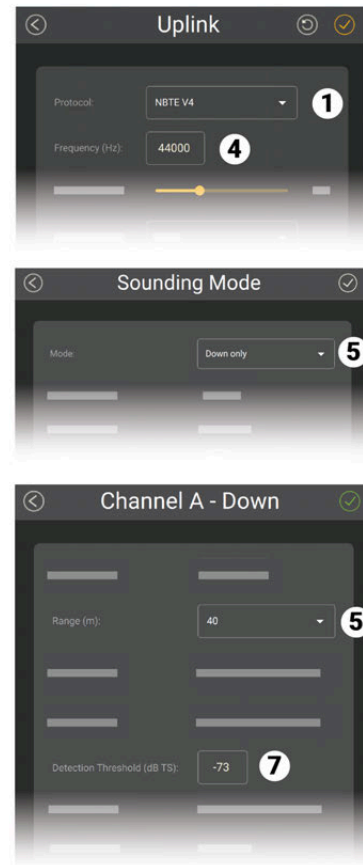 Uplink
Protocol: NBTE V4 1
Frequency (Hz): 44000 4
Sounding Mode
Mode: Down only 5
Channel A - Down
Range (m): 40 5
Detection Threshold (dB TS): -73 7